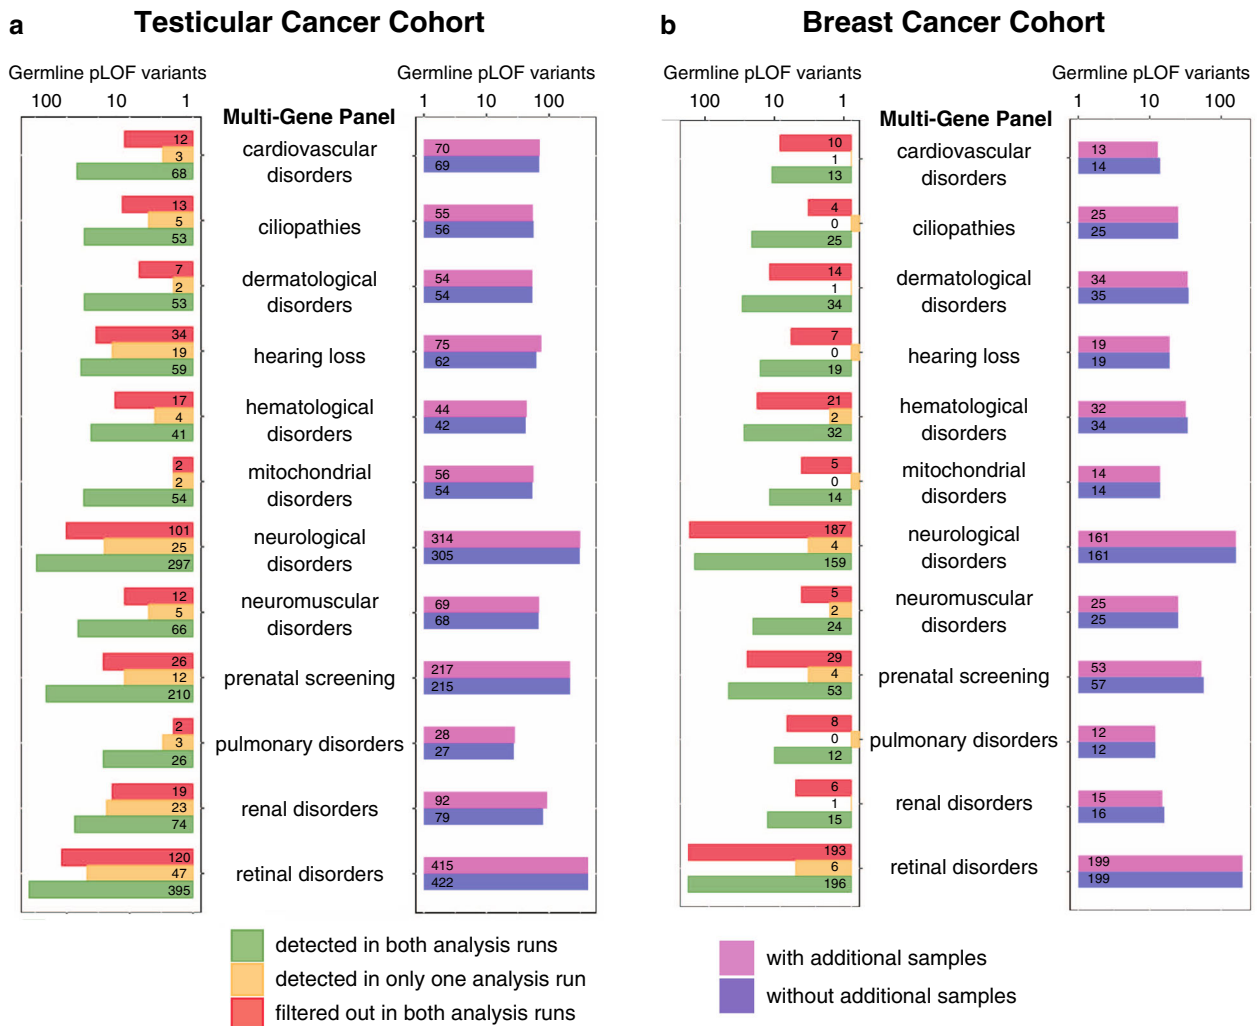 a Testicular Cancer Cohort
Germline pLOF variants
100 10 1
Multi-Gene Panel
Germline pLOF variants
1 10 100
12
3
68
cardiovascular
disorders
70
69
13
5
53
ciliopathies
55
56
7
2
53
dermatological
disorders
54
54
34
19
59
hearing loss
75
62
17
4
41
hematological
disorders
44
42
2
2
54
mitochondrial
disorders
56
54
101
25
297
neurological
disorders
314
305
12
5
66
neuromuscular
disorders
69
68
26
12
210
prenatal screening
217
215
2
3
26
pulmonary disorders
28
27
19
23
74
renal disorders
92
79
120
47
395
retinal disorders
415
422
detected in both analysis runs
detected in only one analysis run
filtered out in both analysis runs
b Breast Cancer Cohort
Germline pLOF variants
100 10 1
Multi-Gene Panel
Germline pLOF variants
1 10 100
10
1
13
cardiovascular
disorders
13
14
4
0
25
ciliopathies
25
25
14
1
34
dermatological
disorders
34
35
7
0
19
hearing loss
19
19
21
2
32
hematological
disorders
32
34
5
0
14
mitochondrial
disorders
14
14
187
4
159
neurological
disorders
161
161
5
2
24
neuromuscular
disorders
25
25
29
4
53
prenatal screening
53
57
8
0
12
pulmonary disorders
12
12
6
1
15
renal disorders
15
16
193
6
196
retinal disorders
199
199
with additional samples
without additional samples